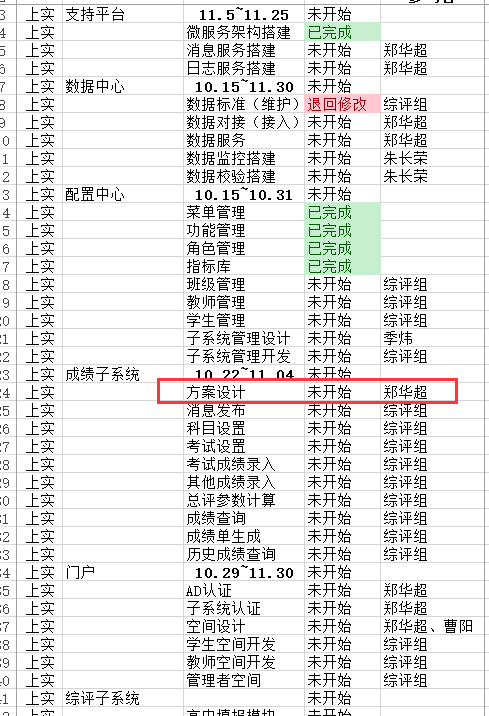 3 上实 支持平台 11.5~11.25 未开始
4 上实 微服务架构搭建 已完成
5 上实 消息服务搭建 未开始 郑华超
6 上实 日志服务搭建 未开始 郑华超
7 上实 数据中心 10.15~11.30 未开始
8 上实 数据标准（维护） 退回修改 综评组
9 上实 数据对接（接入） 未开始 郑华超
0 上实 数据服务 未开始 郑华超
1 上实 数据监控搭建 未开始 朱长荣
2 上实 数据校验搭建 未开始 朱长荣
3 上实 配置中心 10.15~10.31 未开始
4 上实 菜单管理 已完成
5 上实 功能管理 已完成
6 上实 角色管理 已完成
7 上实 指标库 已完成
8 上实 班级管理 未开始 综评组
9 上实 教师管理 未开始 综评组
20 上实 学生管理 未开始 综评组
21 上实 子系统管理设计 未开始 季炜
22 上实 子系统管理开发 未开始 综评组
23 上实 成绩子系统 10.22~11.04 未开始
24 上实 方案设计 未开始 郑华超
25 上实 消息发布 未开始 综评组
26 上实 科目设置 未开始 综评组
27 上实 考试设置 未开始 综评组
28 上实 考试成绩录入 未开始 综评组
29 上实 其他成绩录入 未开始 综评组
30 上实 总评参数计算 未开始 综评组
31 上实 成绩查询 未开始 综评组
32 上实 成绩单生成 未开始 综评组
33 上实 历史成绩查询 未开始 综评组
34 上实 门户 10.29~11.30 未开始
35 上实 AD认证 未开始 郑华超
36 上实 子系统认证 未开始 郑华超
37 上实 空间设计 未开始 郑华超、曹阳
38 上实 学生空间开发 未开始 综评组
39 上实 教师空间开发 未开始 综评组
40 上实 管理者空间 未开始 综评组
41 上实 综评子系统 未开始